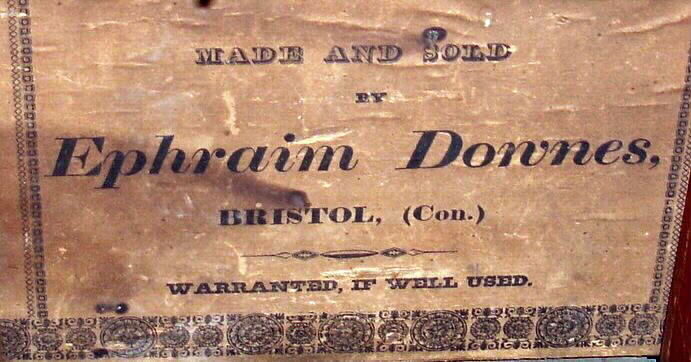 MADE AND SOLD
BY
Ephraim Downes,
BRISTOL, (Con.)
WARRANTED, IF WELL USED.